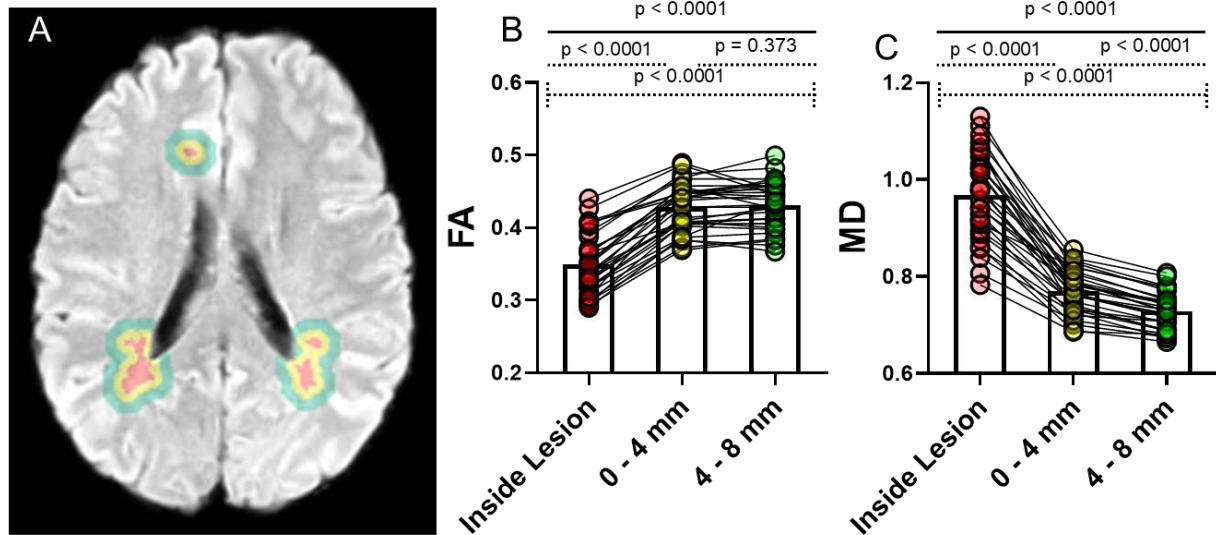 A
B
p < 0.0001
p < 0.0001
p = 0.373
p < 0.0001
FA
0.6
0.5
0.4
0.3
0.2
Inside Lesion
0 - 4 mm
4 - 8 mm
C
p < 0.0001
p < 0.0001
p < 0.0001
p < 0.0001
MD
1.2
1.0
0.8
0.6
Inside Lesion
0 - 4 mm
4 - 8 mm